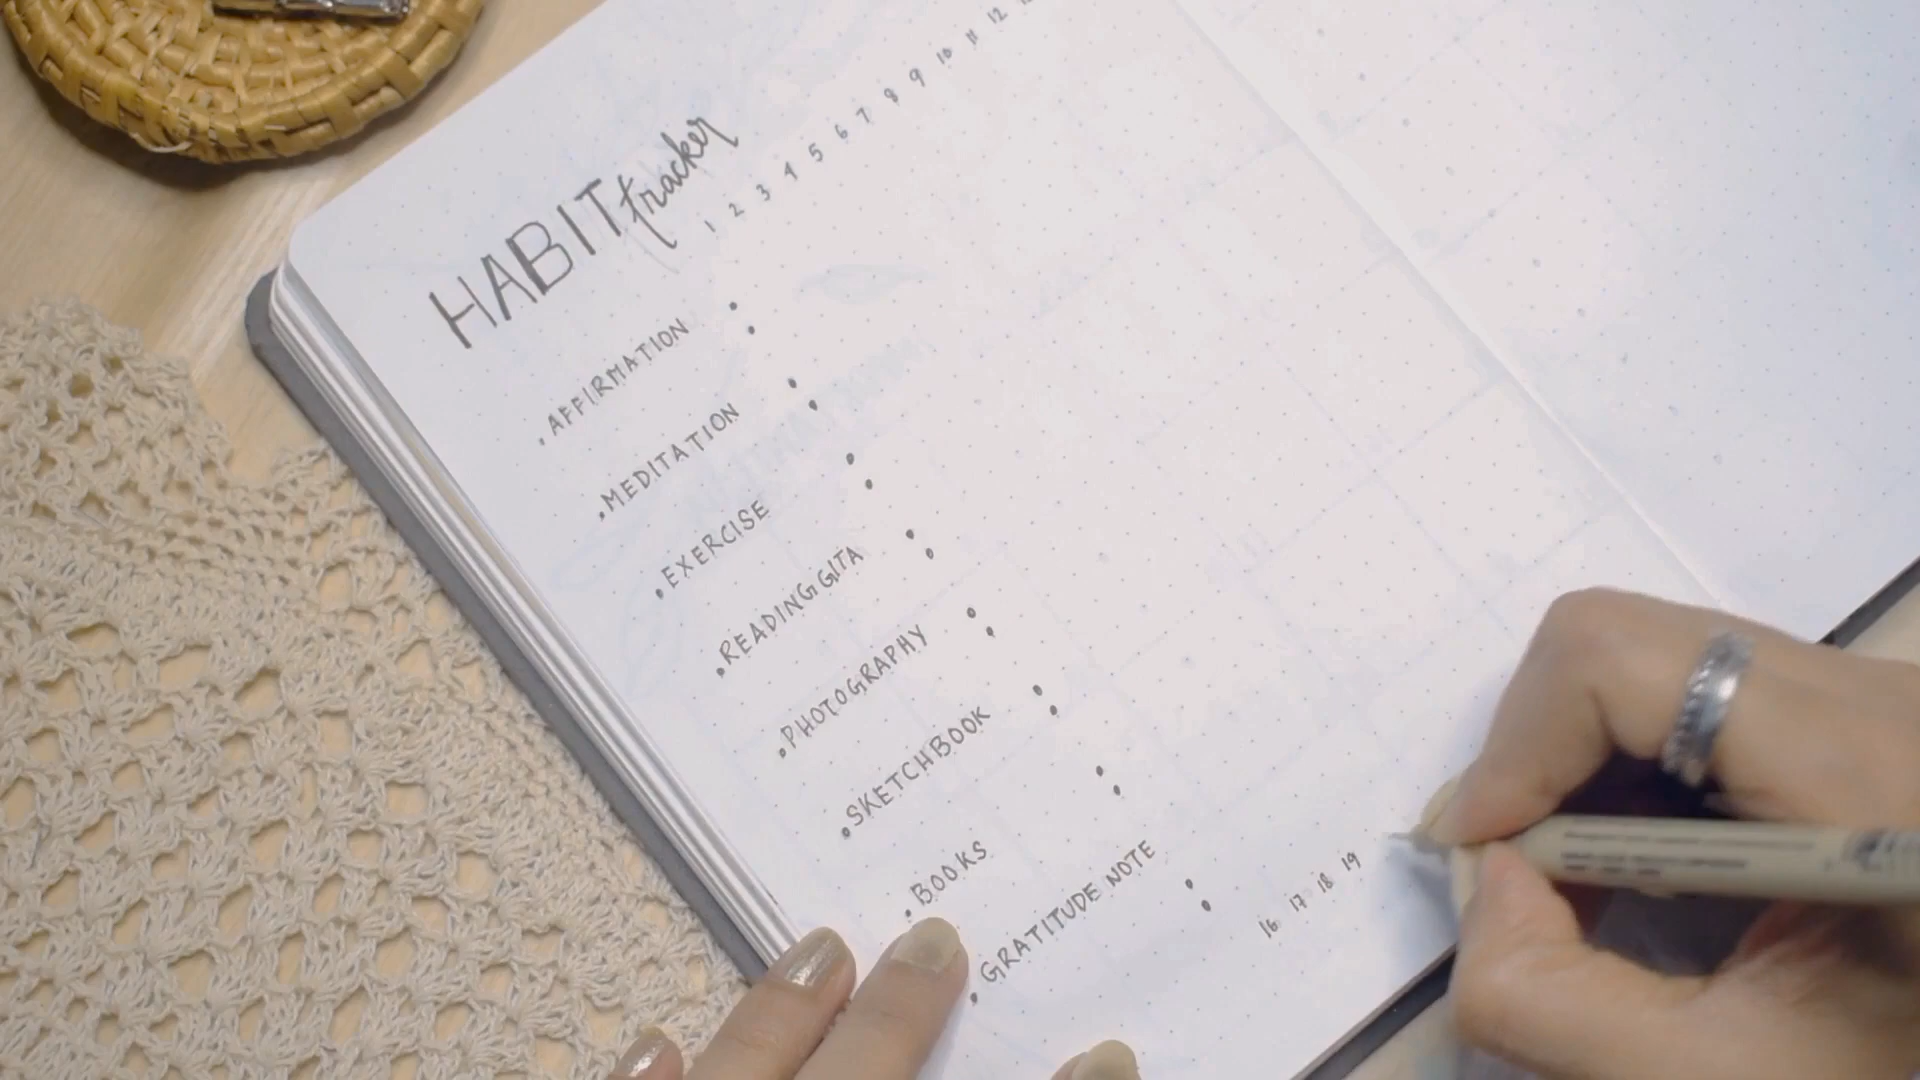 HABIT tracker
1 2 3 4 5 6 7 8 9 10 11 12
. AFFIRMATION
. MEDITATION
. EXERCISE
. READING GITA
. PHOTOGRAPHY
. SKETCHBOOK
. BOOKS
. GRATITUDE NOTE
16 17 18 19